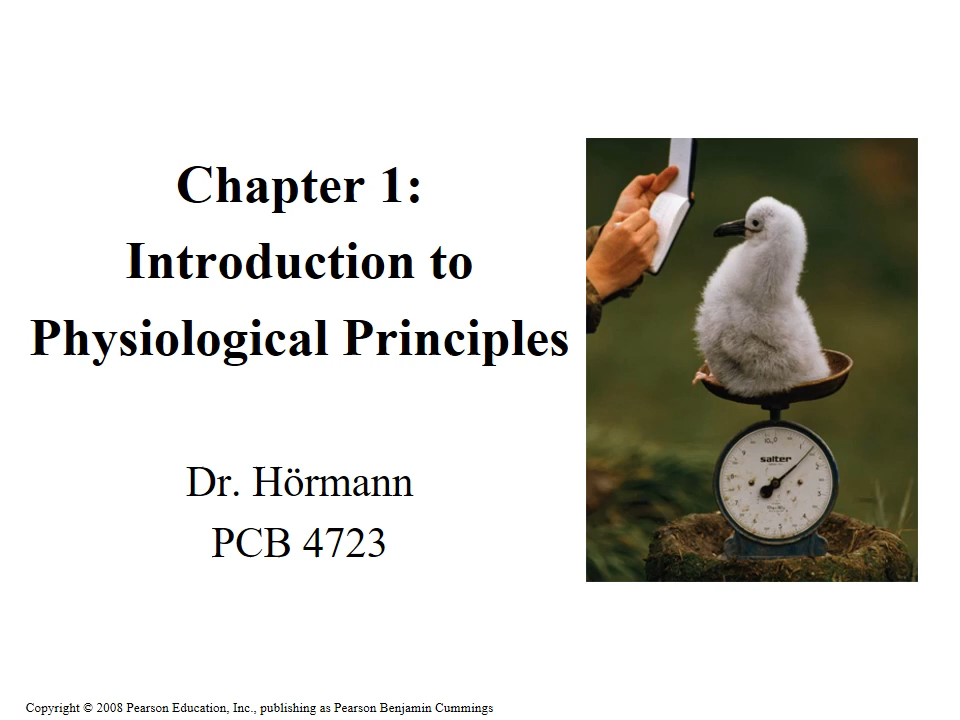 Chapter 1:
Introduction to
Physiological Principles
Dr. Hörmann
PCB 4723
salter
Copyright © 2008 Pearson Education, Inc., publishing as Pearson Benjamin Cummings